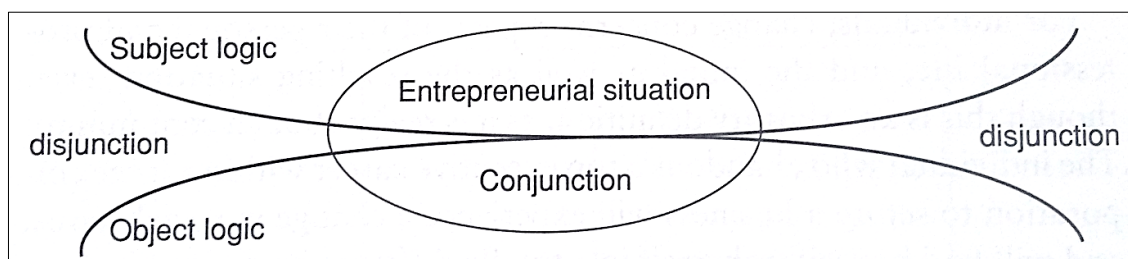 Subject logic
Entrepreneurial situation
disjunction
disjunction
Conjunction
Object logic